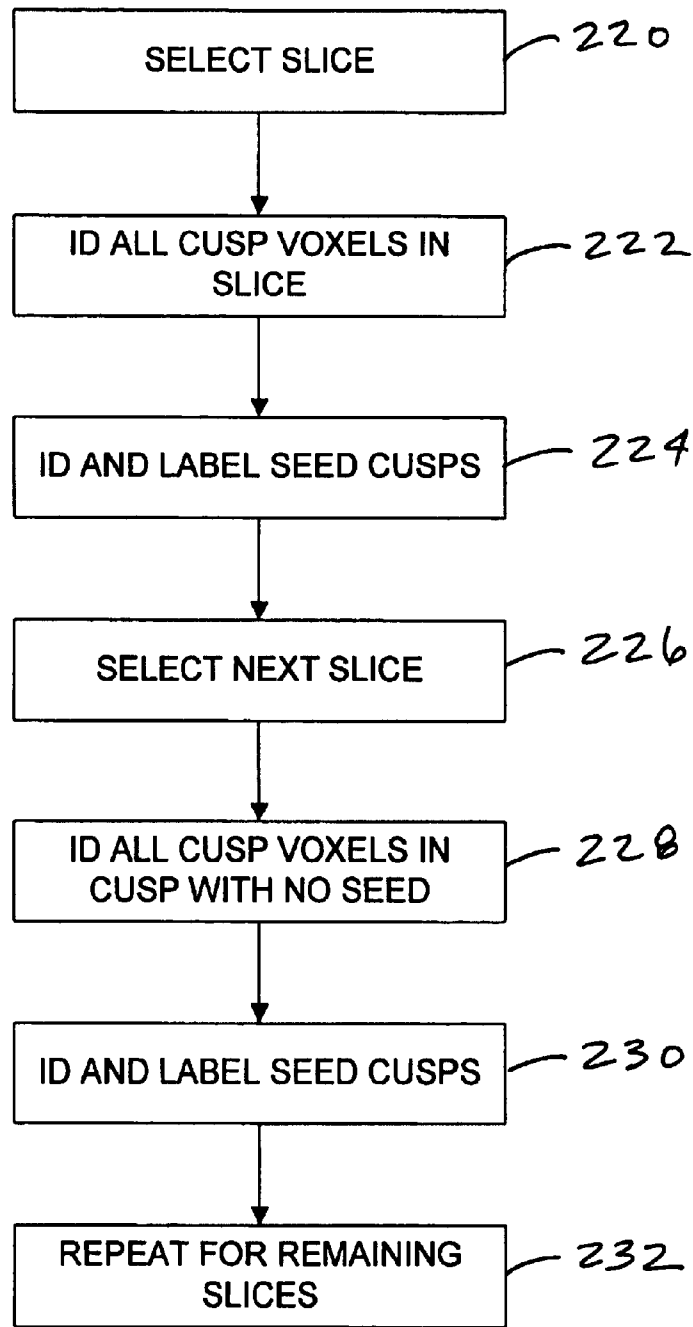 SELECT SLICE
220
ID ALL CUSP VOXELS IN
SLICE
222
ID AND LABEL SEED CUSPS
224
SELECT NEXT SLICE
226
ID ALL CUSP VOXELS IN
CUSP WITH NO SEED
228
ID AND LABEL SEED CUSPS
230
REPEAT FOR REMAINING
SLICES
232